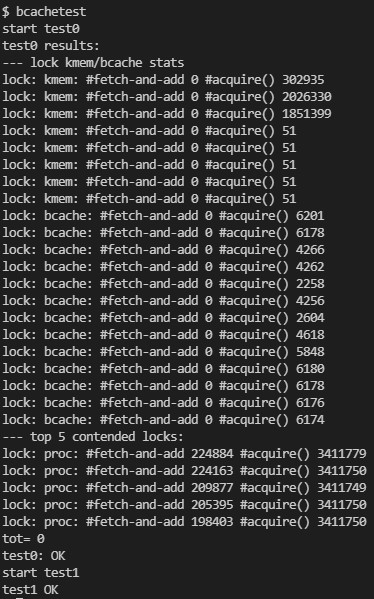 $ bcachetest
start test0
test0 results:
--- lock kmem/bcache stats
lock: kmem: #fetch-and-add 0 #acquire() 302935
lock: kmem: #fetch-and-add 0 #acquire() 2026330
lock: kmem: #fetch-and-add 0 #acquire() 1851399
lock: kmem: #fetch-and-add 0 #acquire() 51
lock: kmem: #fetch-and-add 0 #acquire() 51
lock: kmem: #fetch-and-add 0 #acquire() 51
lock: kmem: #fetch-and-add 0 #acquire() 51
lock: kmem: #fetch-and-add 0 #acquire() 51
lock: bcache: #fetch-and-add 0 #acquire() 6201
lock: bcache: #fetch-and-add 0 #acquire() 6178
lock: bcache: #fetch-and-add 0 #acquire() 4266
lock: bcache: #fetch-and-add 0 #acquire() 4262
lock: bcache: #fetch-and-add 0 #acquire() 2258
lock: bcache: #fetch-and-add 0 #acquire() 4256
lock: bcache: #fetch-and-add 0 #acquire() 2604
lock: bcache: #fetch-and-add 0 #acquire() 4618
lock: bcache: #fetch-and-add 0 #acquire() 5848
lock: bcache: #fetch-and-add 0 #acquire() 6180
lock: bcache: #fetch-and-add 0 #acquire() 6178
lock: bcache: #fetch-and-add 0 #acquire() 6176
lock: bcache: #fetch-and-add 0 #acquire() 6174
--- top 5 contended locks:
lock: proc: #fetch-and-add 224884 #acquire() 3411779
lock: proc: #fetch-and-add 224163 #acquire() 3411750
lock: proc: #fetch-and-add 209877 #acquire() 3411749
lock: proc: #fetch-and-add 205395 #acquire() 3411750
lock: proc: #fetch-and-add 198403 #acquire() 3411750
tot= 0
test0: OK
start test1
test1 OK